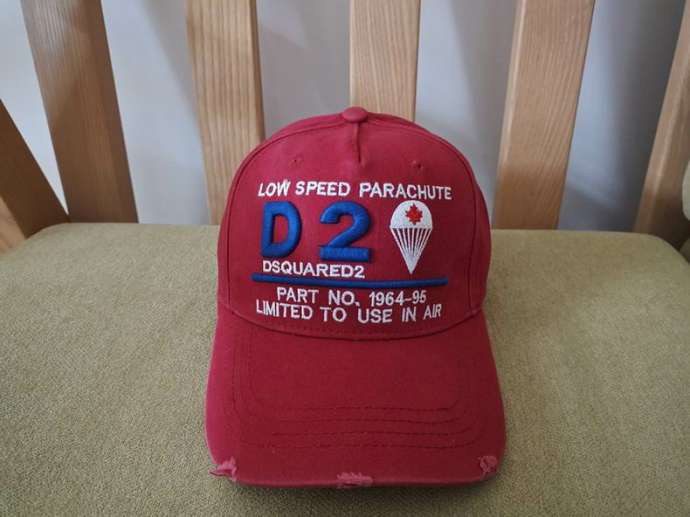 LOW SPEED PARACHUTE
D2
DSQUARED2
PART NO. 1964-95
LIMITED TO USE IN AIR